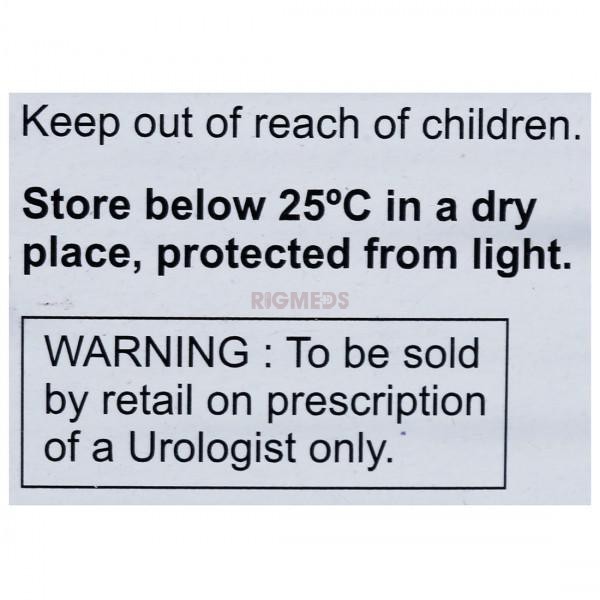 Keep out of reach of children.
Store below 25ºC in a dry
place, protected from light.
RIGMEDS
WARNING : To be sold
by retail on prescription
of a Urologist only.